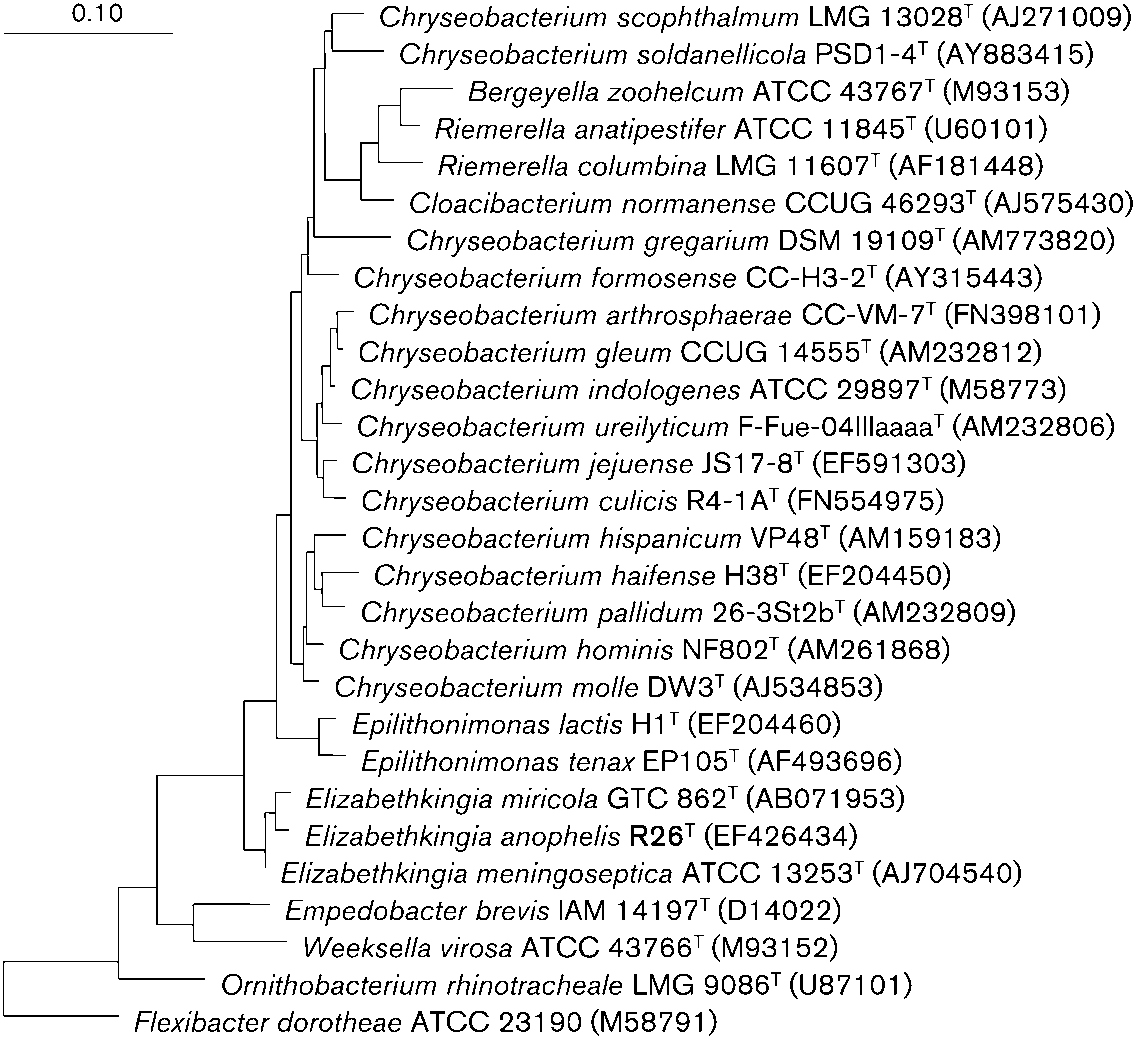 0.10
Chryseobacterium scophthalmum LMG 13028ᵀ (AJ271009)
Chryseobacterium soldanellicola PSD1-4ᵀ (AY883415)
Bergeyella zoohelcum ATCC 43767ᵀ (M93153)
Riemerella anatipestifer ATCC 11845ᵀ (U60101)
Riemerella columbina LMG 11607ᵀ (AF181448)
Cloacibacterium normanense CCUG 46293ᵀ (AJ575430)
Chryseobacterium gregarium DSM 19109ᵀ (AM773820)
Chryseobacterium formosense CC-H3-2ᵀ (AY315443)
Chryseobacterium arthrosphaerae CC-VM-7ᵀ (FN398101)
Chryseobacterium gleum CCUG 14555ᵀ (AM232812)
Chryseobacterium indologenes ATCC 29897ᵀ (M58773)
Chryseobacterium ureilyticum F-Fue-04IIIaaaaᵀ (AM232806)
Chryseobacterium jejuense JS17-8ᵀ (EF591303)
Chryseobacterium culicis R4-1Aᵀ (FN554975)
Chryseobacterium hispanicum VP48ᵀ (AM159183)
Chryseobacterium haifense H38ᵀ (EF204450)
Chryseobacterium pallidum 26-3St2bᵀ (AM232809)
Chryseobacterium hominis NF802ᵀ (AM261868)
Chryseobacterium molle DW3ᵀ (AJ534853)
Epilithonimonas lactis H1ᵀ (EF204460)
Epilithonimonas tenax EP105ᵀ (AF493696)
Elizabethkingia miricola GTC 862ᵀ (AB071953)
Elizabethkingia anophelis R26ᵀ (EF426434)
Elizabethkingia meningoseptica ATCC 13253ᵀ (AJ704540)
Empedobacter brevis IAM 14197ᵀ (D14022)
Weeksella virosa ATCC 43766ᵀ (M93152)
Ornithobacterium rhinotracheale LMG 9086ᵀ (U87101)
Flexibacter dorotheae ATCC 23190 (M58791)